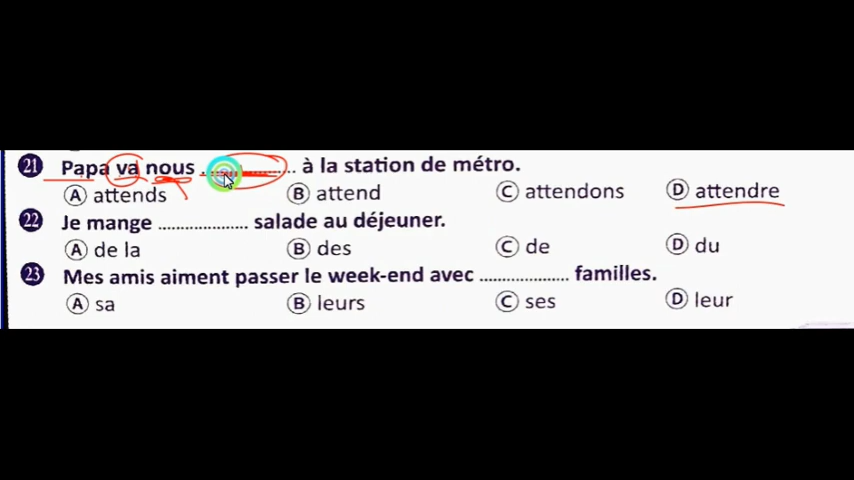 21 Papa va nous .................. à la station de métro.
A attends B attend C attendons D attendre
22 Je mange .................... salade au déjeuner.
A de la B des C de D du
23 Mes amis aiment passer le week-end avec .................... familles.
A sa B leurs C ses D leur